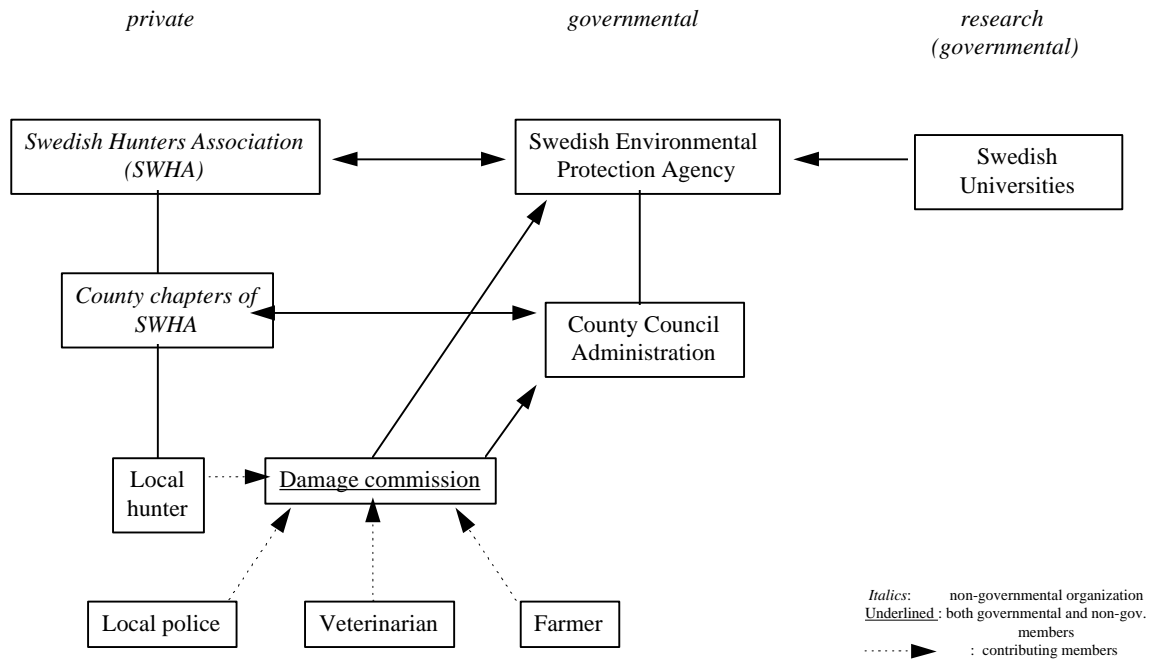 private
governmental
research
(governmental)
Swedish Hunters Association
(SWHA)
Swedish Environmental
Protection Agency
Swedish
Universities
County chapters of
SWHA
County Council
Administration
Local
hunter
Damage commission
Local police
Veterinarian
Farmer
Italics: non-governmental organization
Underlined : both governmental and non-gov.
members
: contributing members